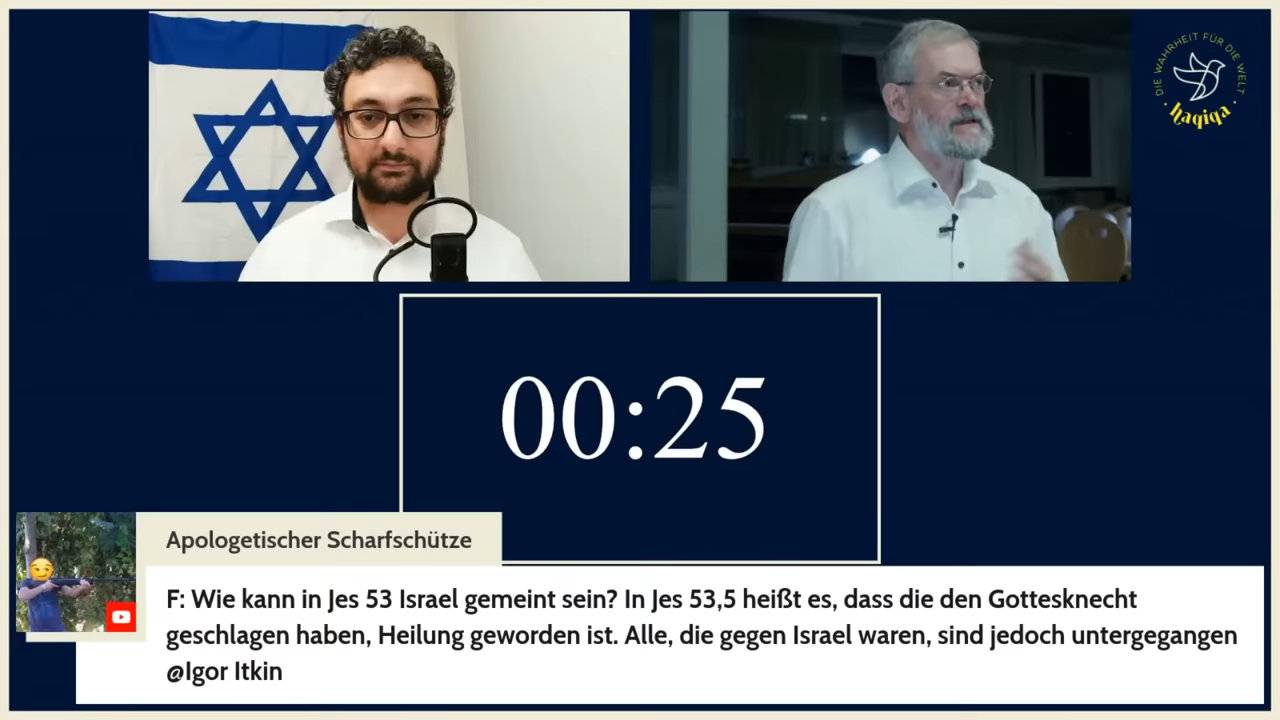 DIE WAHRHEIT FÜR DIE WELT
haqiqa
00:25
Apologetischer Scharfschütze
F: Wie kann in Jes 53 Israel gemeint sein? In Jes 53,5 heißt es, dass die den Gottesknecht
geschlagen haben, Heilung geworden ist. Alle, die gegen Israel waren, sind jedoch untergegangen
@Igor Itkin